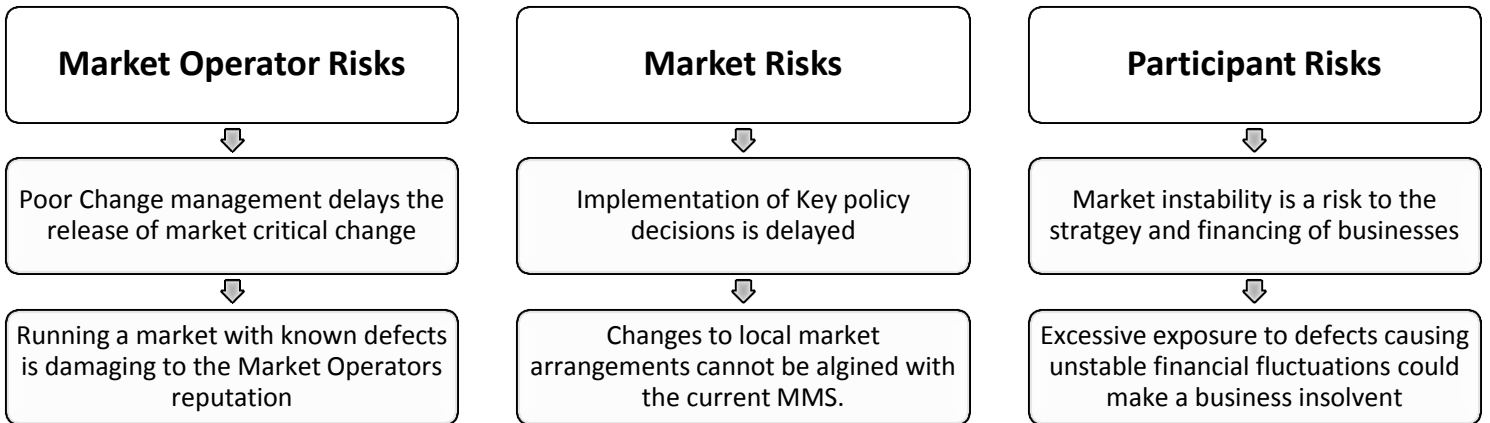 Market Operator Risks
Poor Change management delays the
release of market critical change
Running a market with known defects
is damaging to the Market Operators
reputation
Market Risks
Implementation of Key policy
decisions is delayed
Changes to local market
arrangements cannot be algined with
the current MMS.
Participant Risks
Market instability is a risk to the
stratgey and financing of businesses
Excessive exposure to defects causing
unstable financial fluctuations could
make a business insolvent